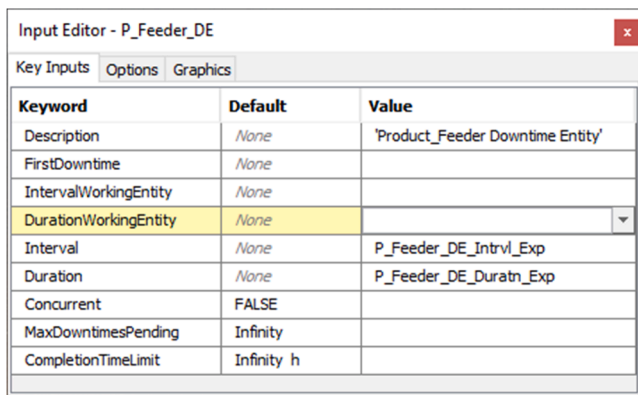 Input Editor - P_Feeder_DE
x
Key Inputs Options Graphics
Keyword Default Value
Description None 'Product_Feeder Downtime Entity'
FirstDowntime None
IntervalWorkingEntity None
DurationWorkingEntity None
Interval None P_Feeder_DE_Intrvl_Exp
Duration None P_Feeder_DE_Duratn_Exp
Concurrent FALSE
MaxDowntimesPending Infinity
CompletionTimeLimit Infinity h